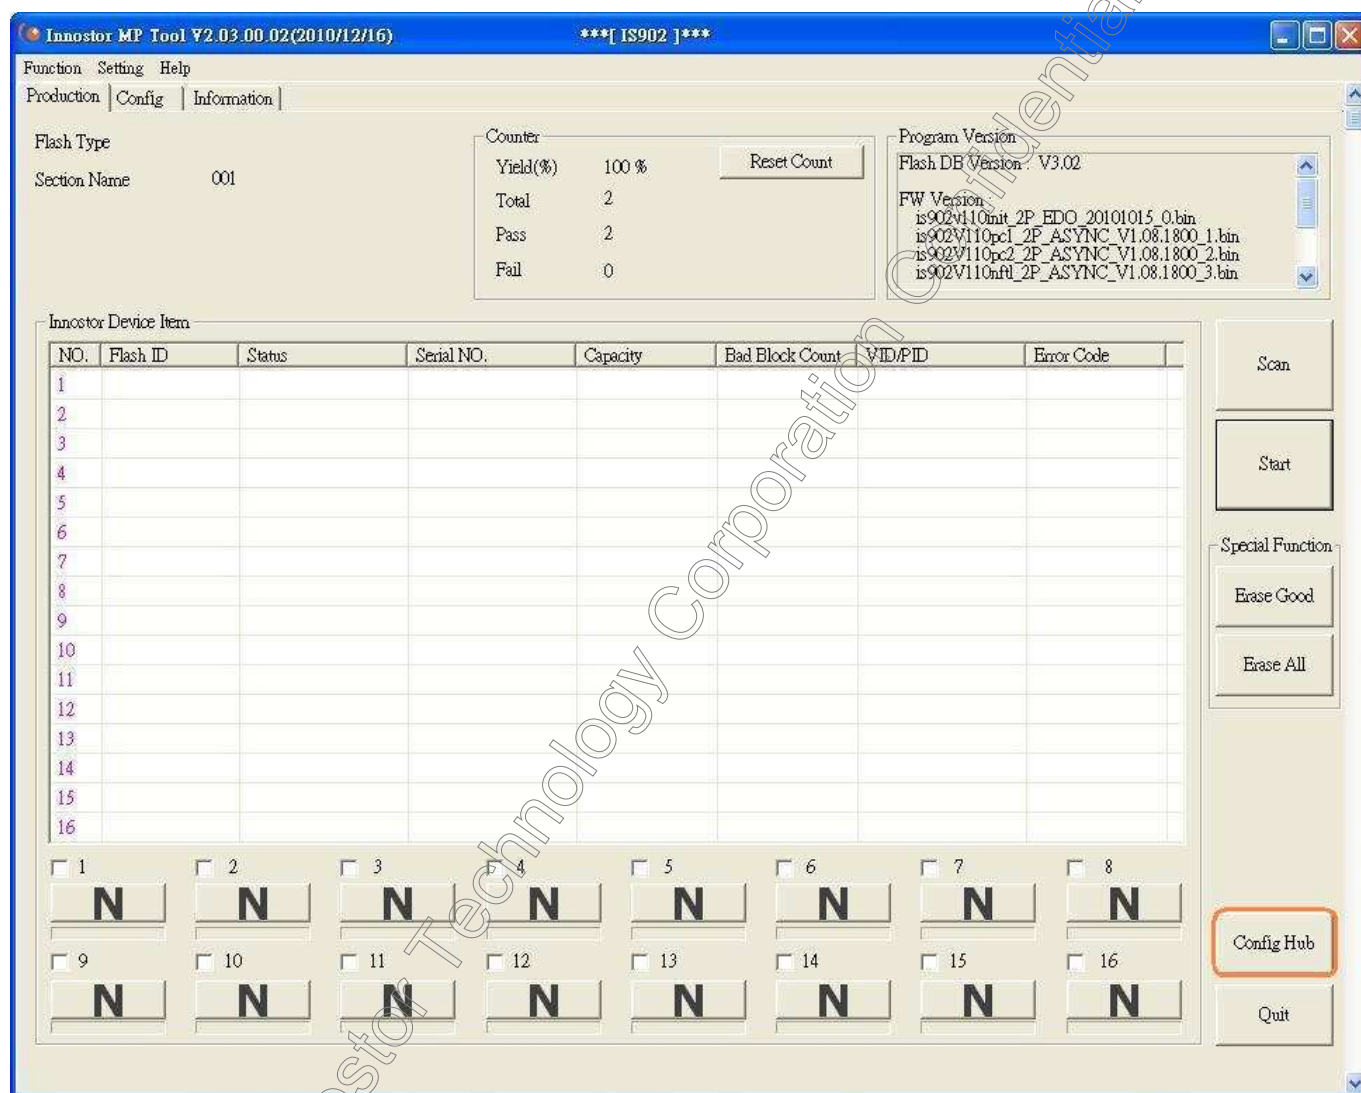 Innostor MP Tool V2.03.00.02(2010/12/16) ***[ IS902 ]***
Function Setting Help
Production Config Information
Flash Type
Section Name 001
Counter
Yield(%) 100 %
Total 2
Pass 2
Fail 0
Reset Count
Program Version
Flash DB Version : V3.02
FW Version
is902v110init_2P_EDO_20101015_0.bin
is902V110pc1_2P_ASYNC_V1.08.1800_1.bin
is902V110pc2_2P_ASYNC_V1.08.1800_2.bin
is902V110nftl_2P_ASYNC_V1.08.1800_3.bin
Innostor Device Item
NO. Flash ID Status Serial NO. Capacity Bad Block Count VID/PID Error Code
1
2
3
4
5
6
7
8
9
10
11
12
13
14
15
16
Scan
Start
Special Function
Erase Good
Erase All
1 2 3 4 5 6 7 8
N N N N N N N N
9 10 11 12 13 14 15 16
N N N N N N N N
Config Hub
Quit
Technology Corporation Confidential